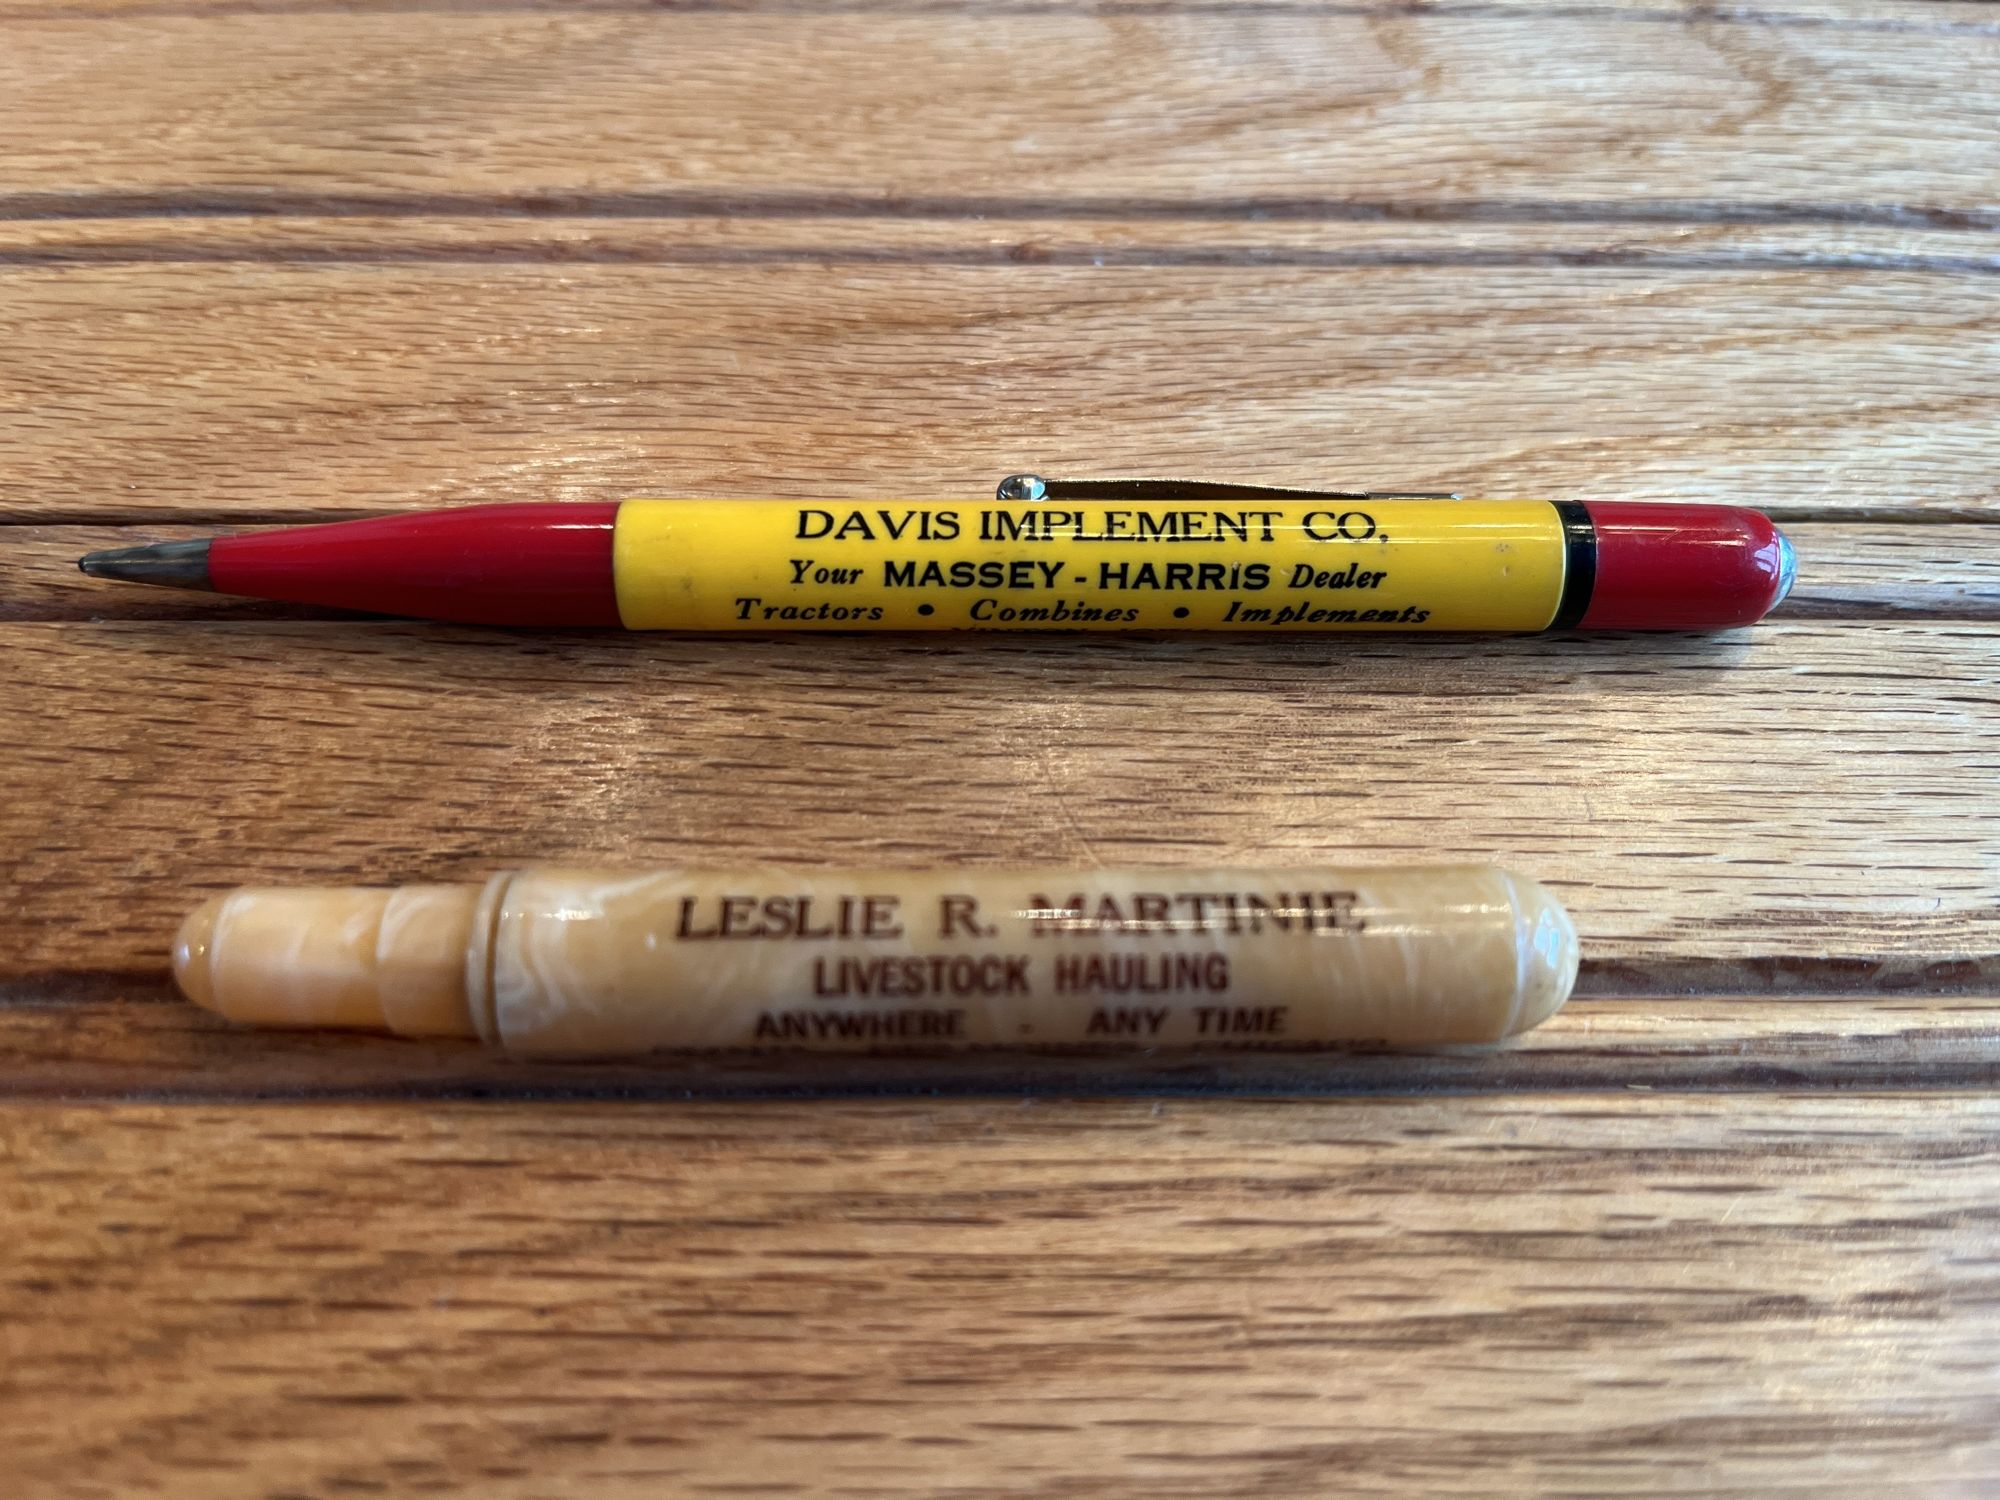 DAVIS IMPLEMENT CO.
Your MASSEY - HARRIS Dealer
Tractors • Combines • Implements
LESLIE R. MARTINIE
LIVESTOCK HAULING
ANYWHERE - ANY TIME